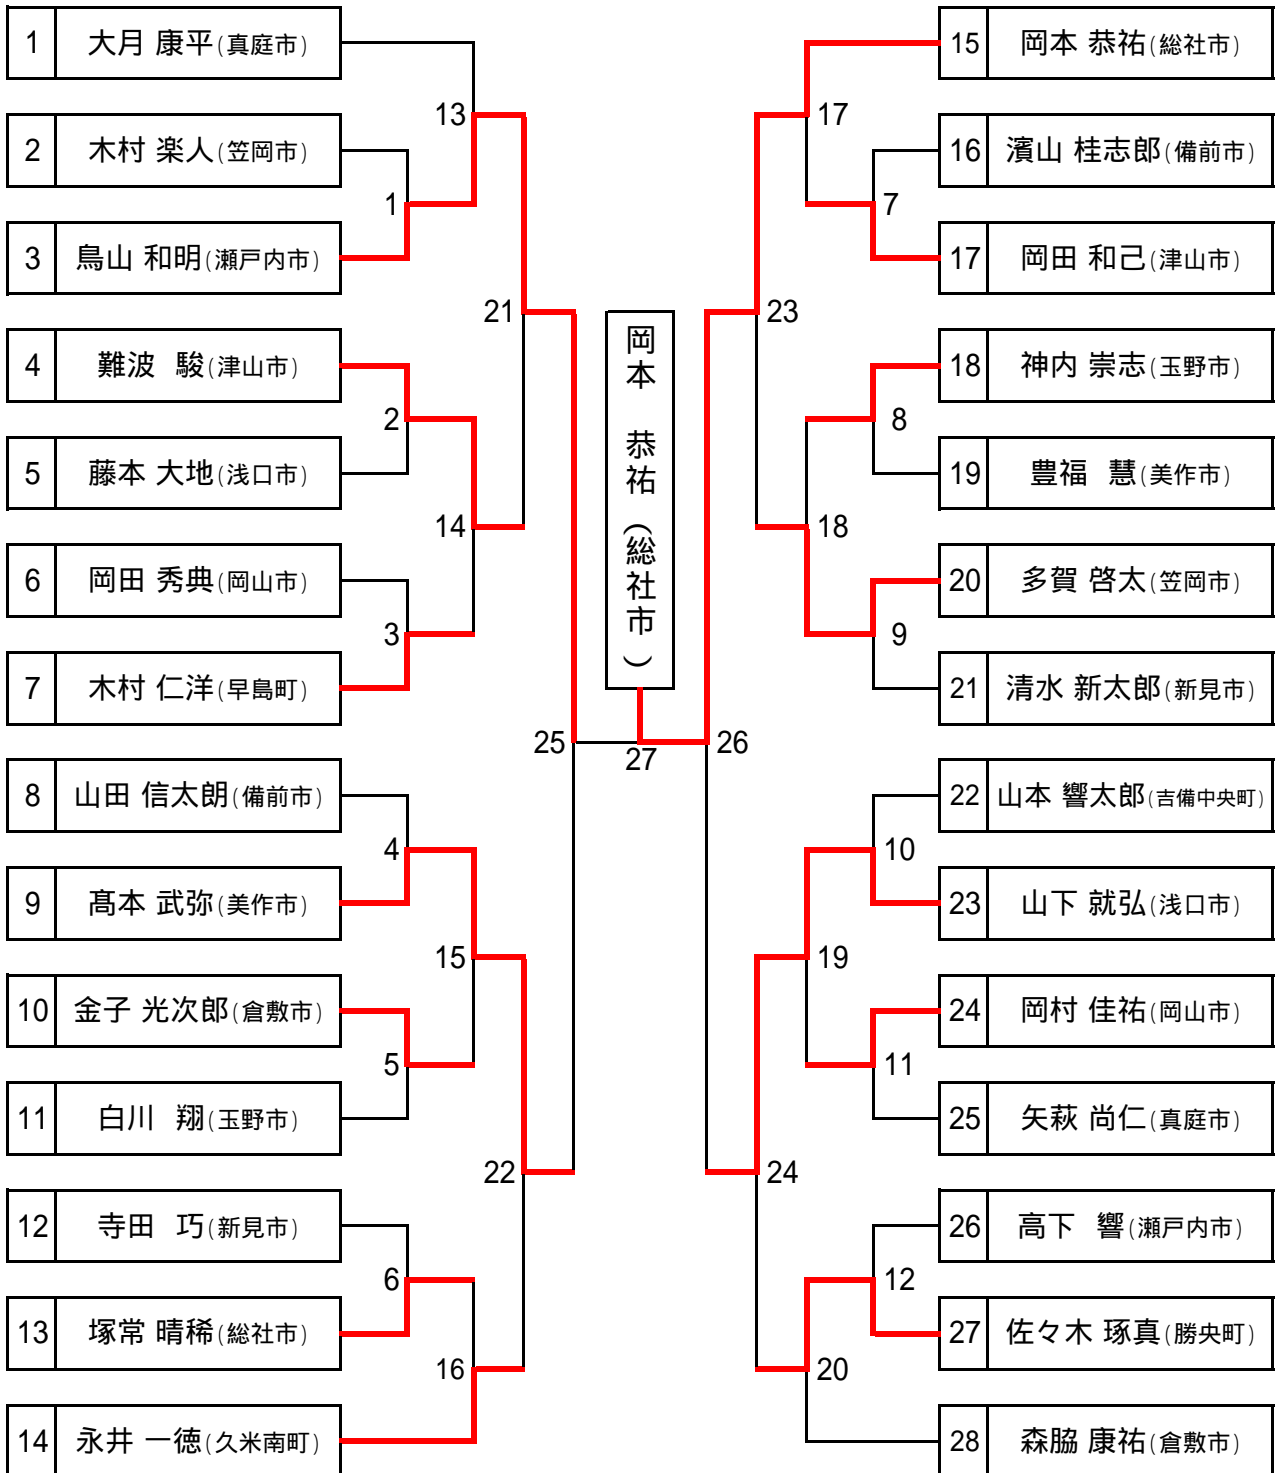 1 大月 康平(真庭市)
2 木村 楽人(笠岡市)
3 鳥山 和明(瀬戸内市)
4 難波 駿(津山市)
5 藤本 大地(浅口市)
6 岡田 秀典(岡山市)
7 木村 仁洋(早島町)
8 山田 信太朗(備前市)
9 髙本 武弥(美作市)
10 金子 光次郎(倉敷市)
11 白川 翔(玉野市)
12 寺田 巧(新見市)
13 塚常 晴稀(総社市)
14 永井 一徳(久米南町)
13
1
21
2
14
3
25
4
15
5
22
6
16
岡本 恭祐(総社市)
27
17
7
23
8
18
9
26
10
19
11
24
12
20
15 岡本 恭祐(総社市)
16 濱山 桂志郎(備前市)
17 岡田 和己(津山市)
18 神内 崇志(玉野市)
19 豊福 慧(美作市)
20 多賀 啓太(笠岡市)
21 清水 新太郎(新見市)
22 山本 響太郎(吉備中央町)
23 山下 就弘(浅口市)
24 岡村 佳祐(岡山市)
25 矢萩 尚仁(真庭市)
26 高下 響(瀬戸内市)
27 佐々木 琢真(勝央町)
28 森脇 康祐(倉敷市)